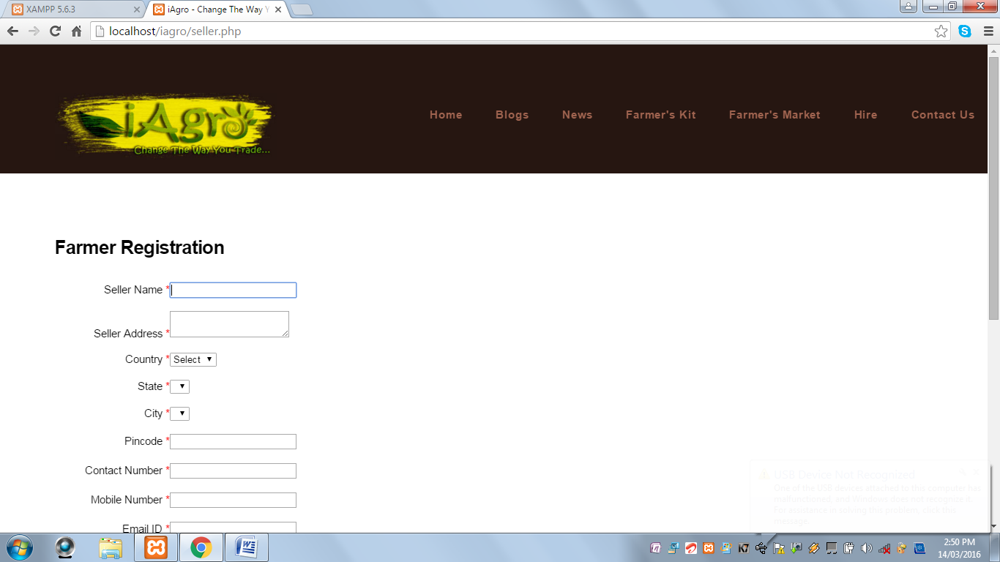 XAMPP 5.6.3
iAgro - Change The Way Y
localhost/iagro/seller.php
iAgro
Change The Way You Trade...
Home
Blogs
News
Farmer's Kit
Farmer's Market
Hire
Contact Us
Farmer Registration
Seller Name *
Seller Address *
Country * Select
State *
City *
Pincode *
Contact Number *
Mobile Number *
Email ID *
USB Device Not Recognized
One of the USB devices attached to this computer has
malfunctioned, and Windows does not recognize it.
For assistance in solving this problem, click this
message.
K7
2:50 PM
14/03/2016